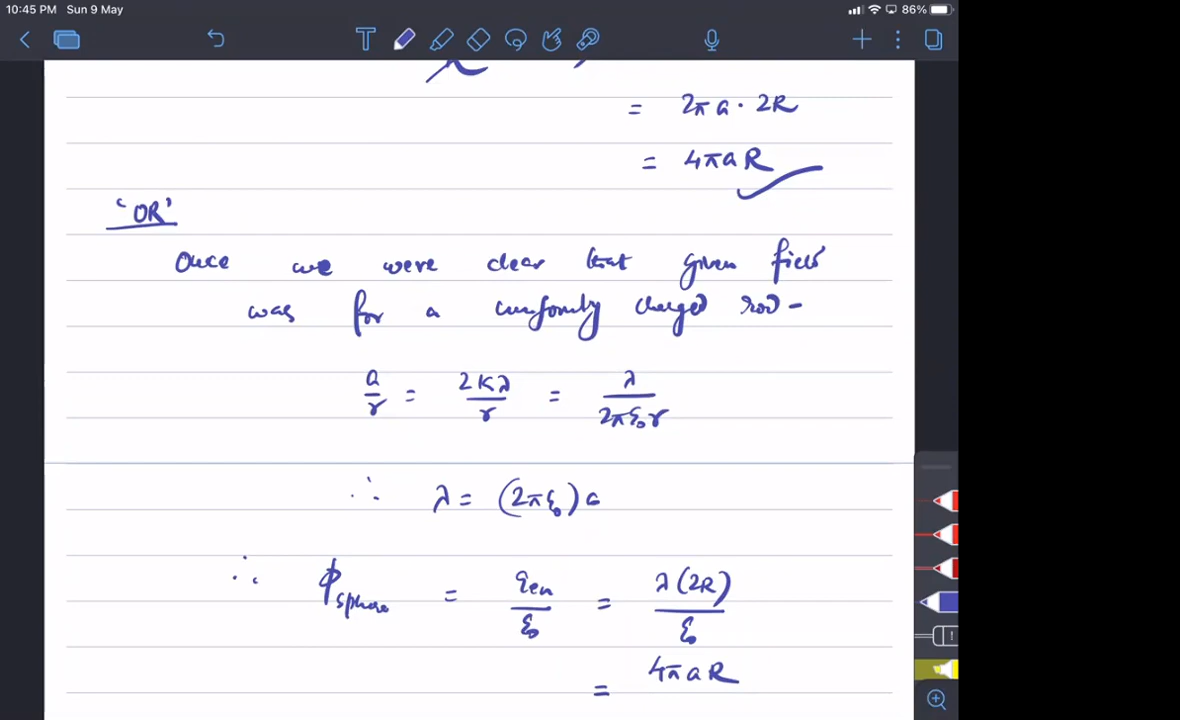 10:45 PM Sun 9 May
86%
= 2π a · 2R
= 4πaR
'OR'
Once we were clear that given field
was for a uniformly charged rod -
a/r = 2Kλ/r = λ/2πε₀r
∴ λ = (2πε₀)a
∴ ϕsphere = qen/ε₀ = λ(2R)/ε₀
= 4πaR